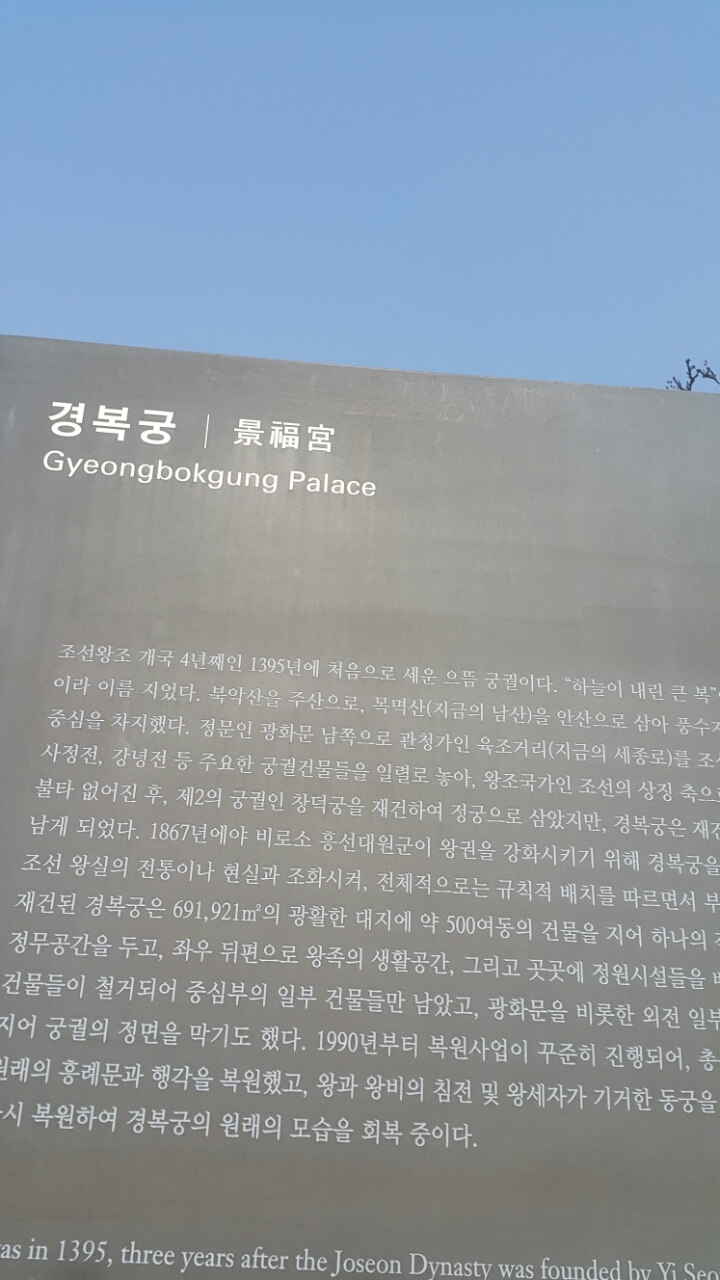 경복궁 | 景福宮
Gyeongbokgung Palace
조선왕조 개국 4년째인 1395년에 처음으로 세운 으뜸 궁궐이다. “하늘이 내린 큰 복”
이라 이름 지었다. 북악산을 주산으로, 목멱산(지금의 남산)을 안산으로 삼아 풍수지
중심을 차지했다. 정문인 광화문 남쪽으로 관청가인 육조거리(지금의 세종로)를 조
사정전, 강녕전 등 주요한 궁궐건물들을 일렬로 놓아, 왕조국가인 조선의 상징 축으
불타 없어진 후, 제2의 궁궐인 창덕궁을 재건하여 정궁으로 삼았지만, 경복궁은 재건
남게 되었다. 1867년에야 비로소 흥선대원군이 왕권을 강화시키기 위해 경복궁을
조선 왕실의 전통이나 현실과 조화시켜, 전체적으로는 규칙적 배치를 따르면서 부
재건된 경복궁은 691,921㎡의 광활한 대지에 약 500여동의 건물을 지어 하나의
정무공간을 두고, 좌우 뒤편으로 왕족의 생활공간, 그리고 곳곳에 정원시설들을
건물들이 철거되어 중심부의 일부 건물들만 남았고, 광화문을 비롯한 외전 일부
지어 궁궐의 정면을 막기도 했다. 1990년부터 복원사업이 꾸준히 진행되어, 총
원래의 흥례문과 행각을 복원했고, 왕과 왕비의 침전 및 왕세자가 기거한 동궁을
시 복원하여 경복궁의 원래의 모습을 회복 중이다.
as in 1395, three years after the Joseon Dynasty was founded by Yi Seo